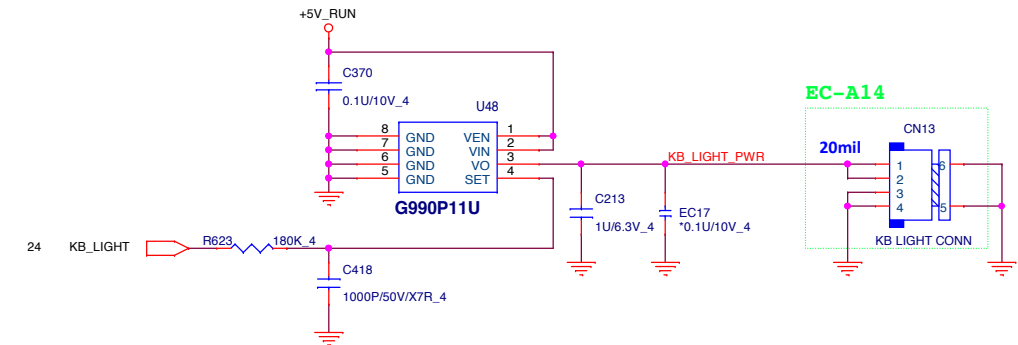 +5V_RUN
C370
0.1U/10V_4
U48
8 GND VEN 1
7 GND VIN 2
6 GND VO 3
5 GND SET 4
G990P11U
KB_LIGHT_PWR
EC-A14
CN13
20mil
1 6
2
3
4 5
KB LIGHT CONN
C213
1U/6.3V_4
EC17
*0.1U/10V_4
24 KB_LIGHT R623 180K_4
C418
1000P/50V/X7R_4